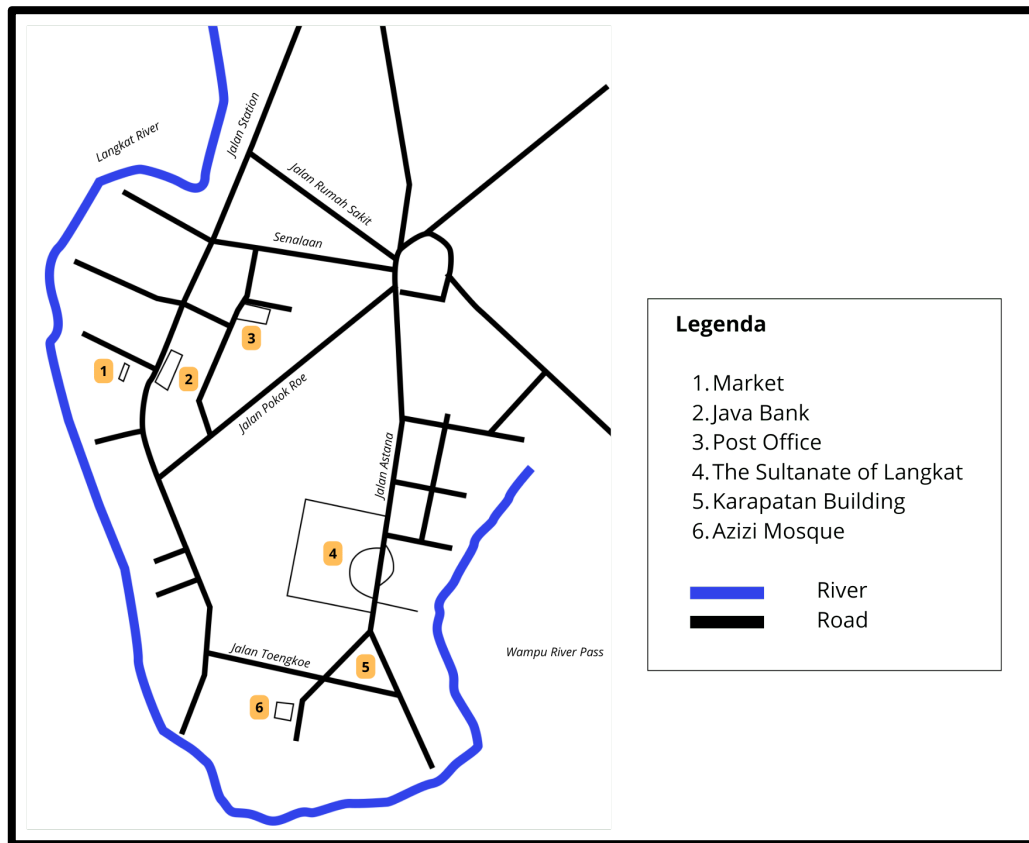 Jalan Station
Langkat River
Jalan Rumah Sakit
Senalaan
3
1
2
Jalan Pokok Roe
Jalan Astana
4
Jalan Toengkoe
5
Wampu River Pass
6
Legenda
1. Market
2. Java Bank
3. Post Office
4. The Sultanate of Langkat
5. Karapatan Building
6. Azizi Mosque
River
Road